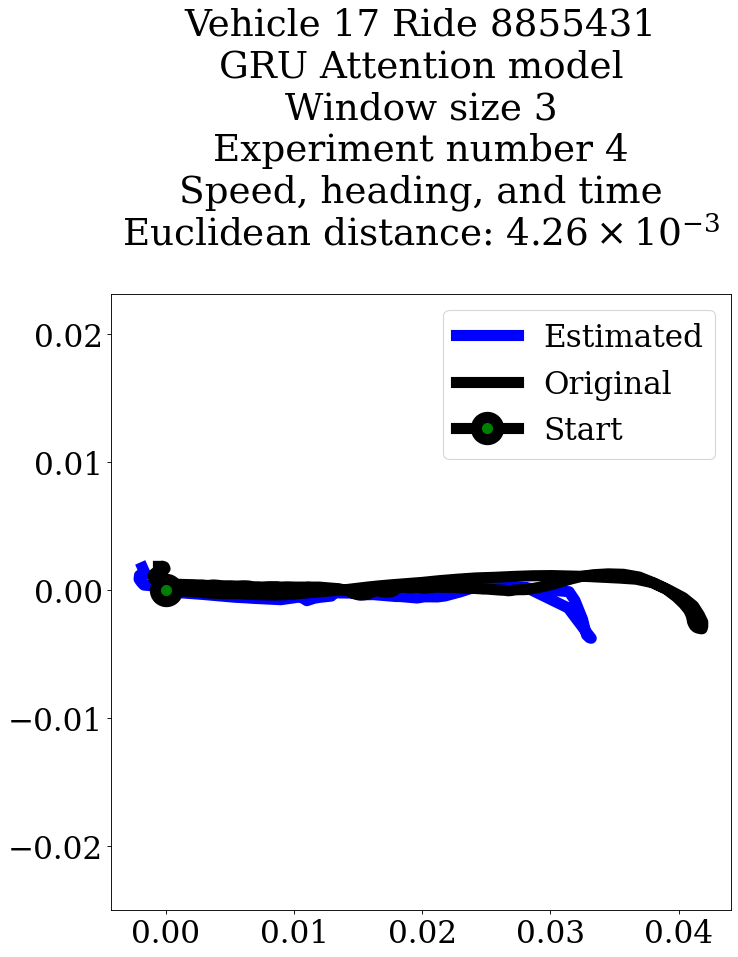 Vehicle 17 Ride 8855431
GRU Attention model
Window size 3
Experiment number 4
Speed, heading, and time
Euclidean distance: 4.26 × 10⁻³
Estimated
Original
Start
0.02
0.01
0.00
−0.01
−0.02
0.00 0.01 0.02 0.03 0.04